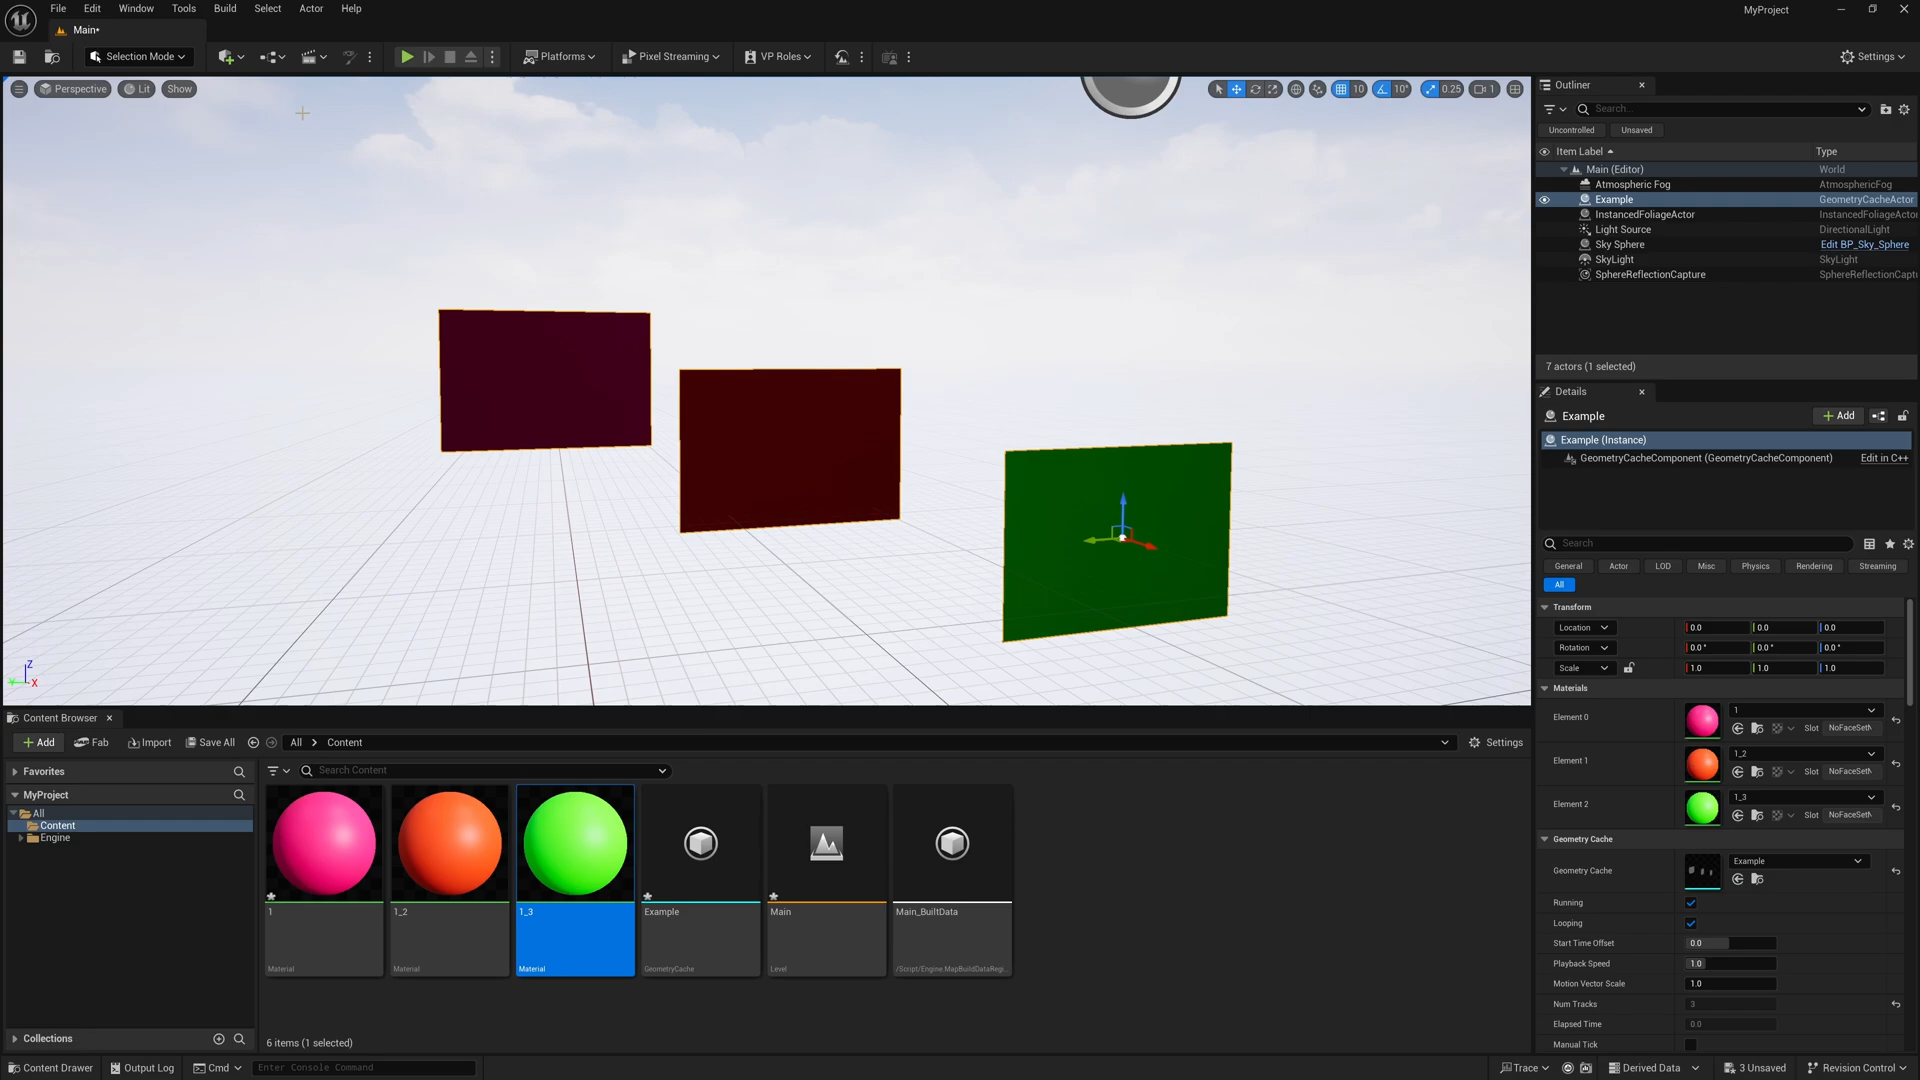 File Edit Window Tools Build Select Actor Help
MyProject
Main*
Selection Mode
Platforms
Pixel Streaming
VP Roles
Settings
Perspective
Lit
Show
10
10°
0.25
1
Z
Y
X
Outliner
Search...
Uncontrolled
Unsaved
Item Label
Type
Main (Editor)
World
Atmospheric Fog
AtmosphericFog
Example
GeometryCacheActor
InstancedFoliageActor
InstancedFoliageActor
Light Source
DirectionalLight
Sky Sphere
Edit BP_Sky_Sphere
SkyLight
SkyLight
SphereReflectionCapture
SphereReflectionCaptu
7 actors (1 selected)
Details
Example
Add
Example (Instance)
GeometryCacheComponent (GeometryCacheComponent)
Edit in C++
Search
General
Actor
LOD
Misc
Physics
Rendering
Streaming
All
Transform
Location
0.0 0.0 0.0
Rotation
0.0° 0.0° 0.0°
Scale
1.0 1.0 1.0
Materials
Element 0
1
Slot
NoFaceSetN
Element 1
1_2
Slot
NoFaceSetN
Element 2
1_3
Slot
NoFaceSetN
Geometry Cache
Geometry Cache
Example
Running
Looping
Start Time Offset
0.0
Playback Speed
1.0
Motion Vector Scale
1.0
Num Tracks
3
Elapsed Time
0.0
Manual Tick
Content Browser
Add
Fab
Import
Save All
All
Content
Settings
Favorites
MyProject
All
Content
Engine
Collections
Search Content
1
Material
1_2
Material
1_3
Material
Example
GeometryCache
Main
Level
Main_BuiltData
/Script/Engine.MapBuildDataRegi...
6 items (1 selected)
Content Drawer
Output Log
Cmd
Enter Console Command
Trace
Derived Data
3 Unsaved
Revision Control